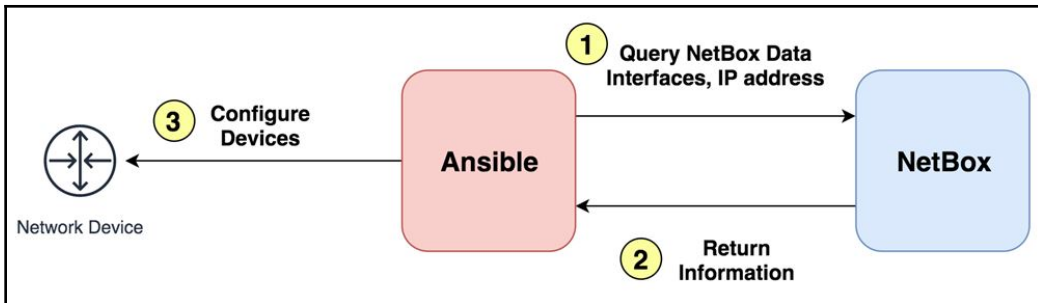 1
Query NetBox Data
Interfaces, IP address
3
Configure
Devices
Ansible
NetBox
Network Device
2
Return
Information